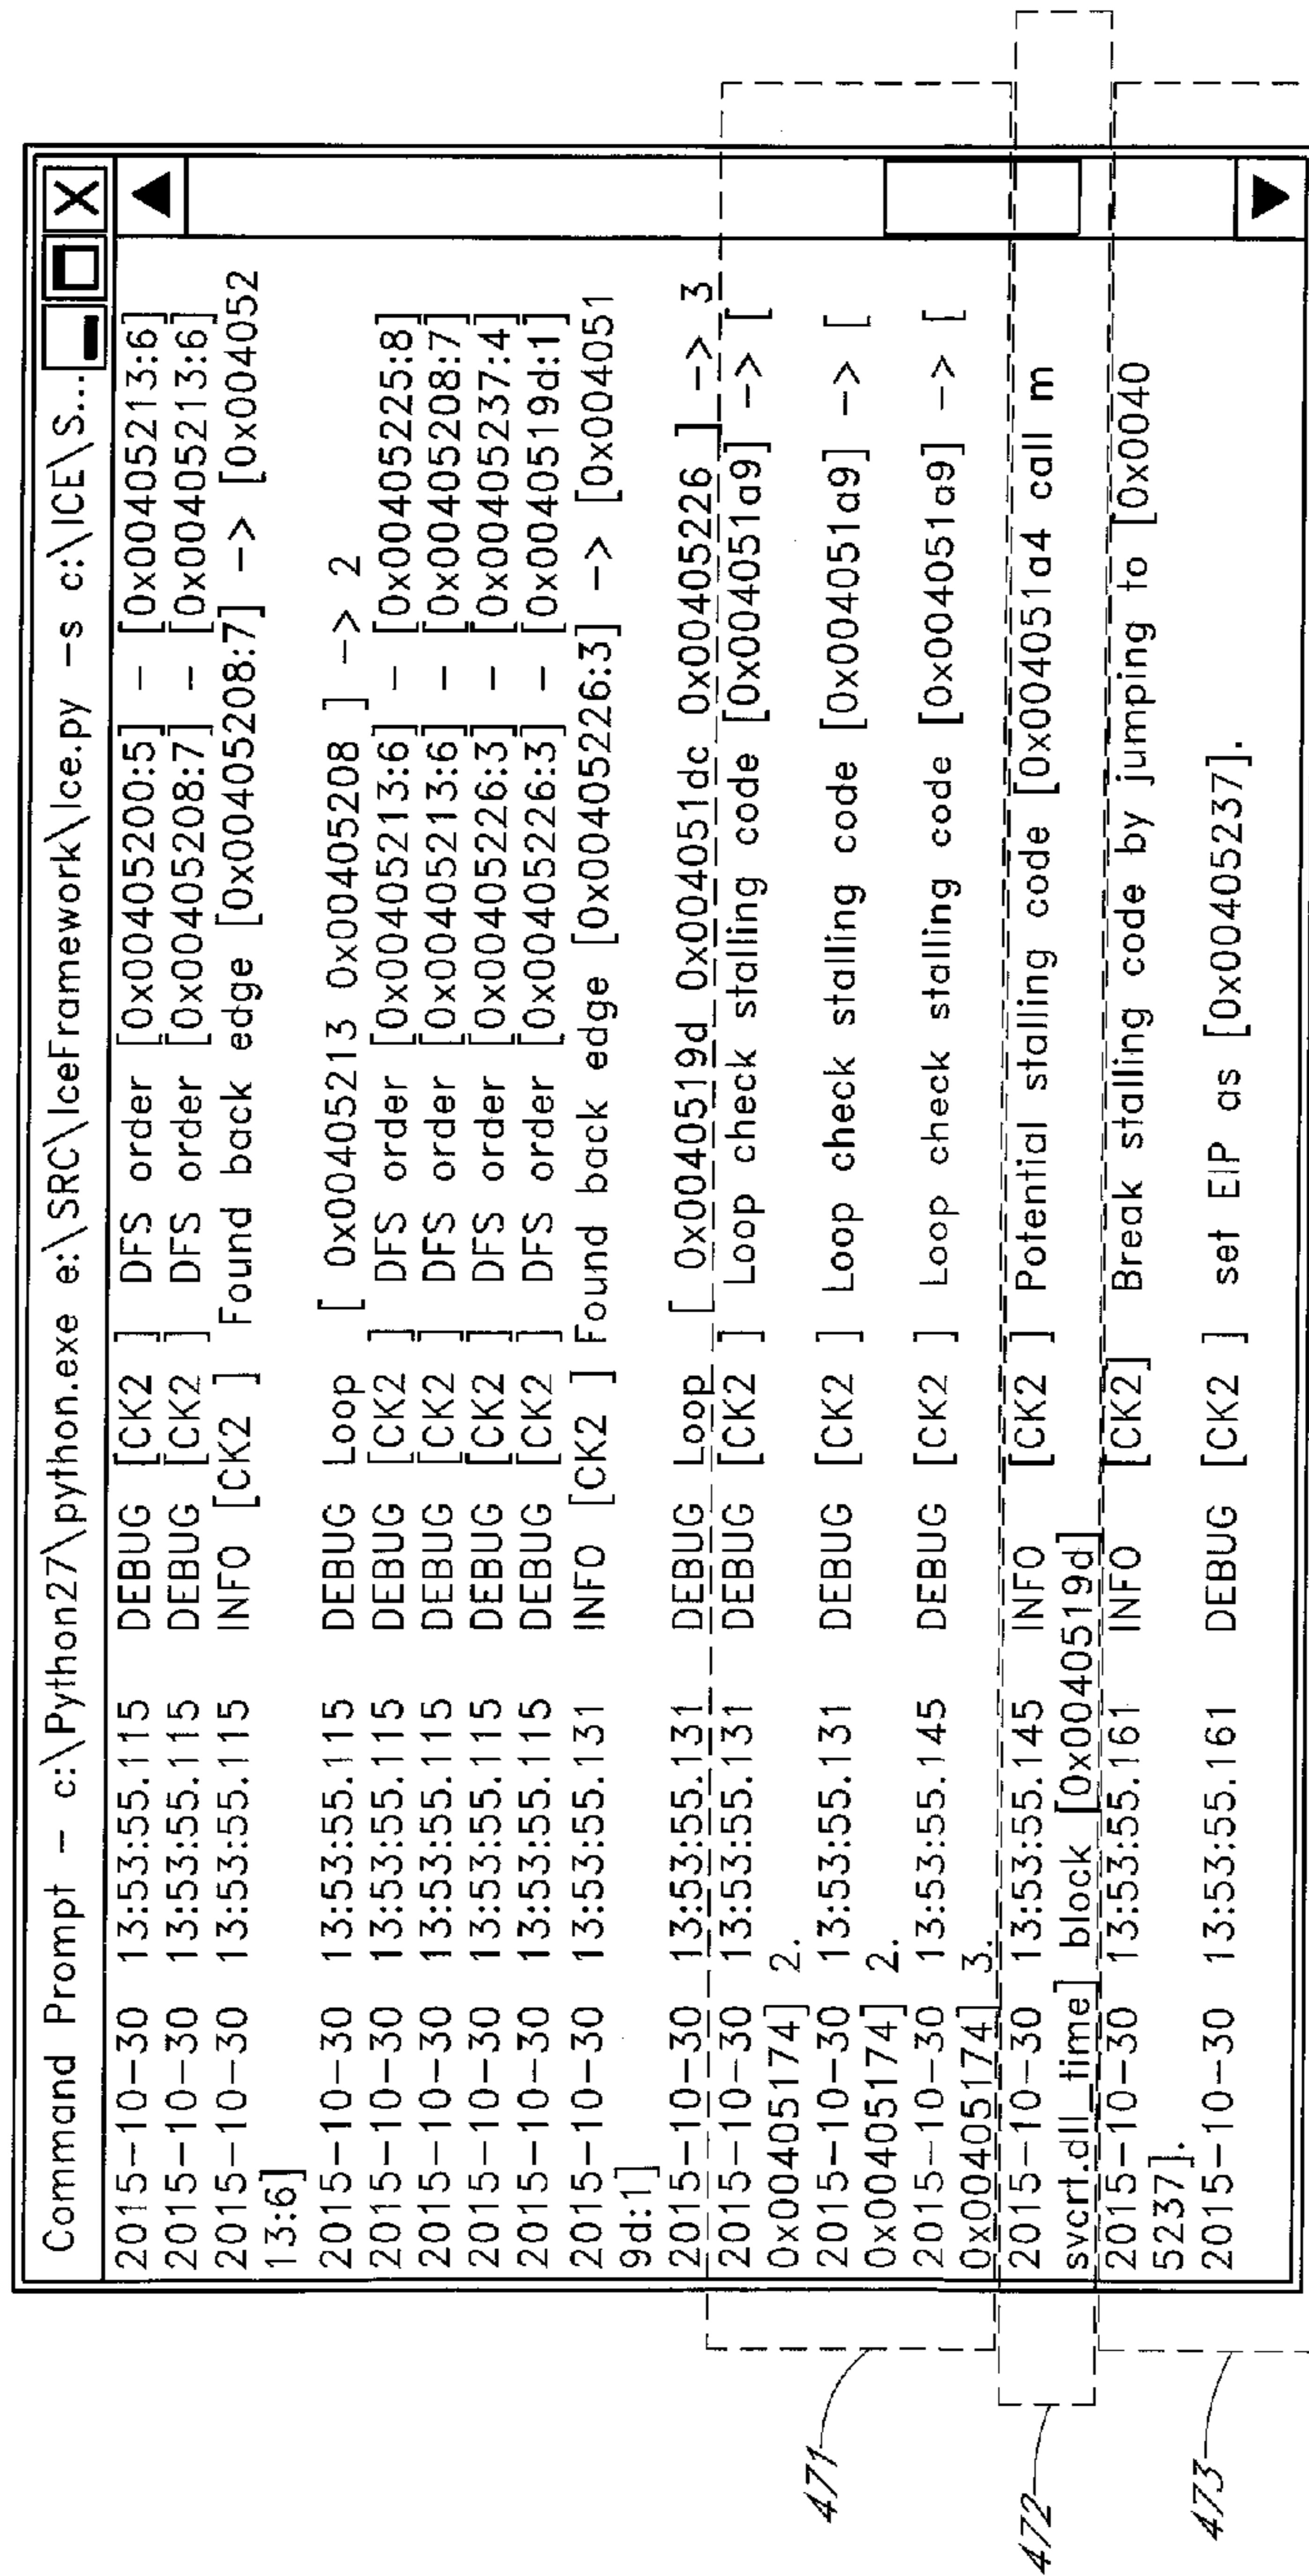 Command Prompt - c:\Python27\python.exe e:\SRC\IceFramework\Ice.py -s c:\ICE\S...
2015-10-30 13:53:55.115 DEBUG [CK2 ] DFS order [0x00405200:5] - [0x00405213:6]
2015-10-30 13:53:55.115 DEBUG [CK2 ] DFS order [0x00405208:7] - [0x00405213:6]
2015-10-30 13:53:55.115 INFO [CK2 ] Found back edge [0x00405208:7] -> [0x004052
13:6]
2015-10-30 13:53:55.115 DEBUG Loop [ 0x00405213 0x00405208 ] -> 2
2015-10-30 13:53:55.115 DEBUG [CK2 ] DFS order [0x00405213:6] - [0x00405225:8]
2015-10-30 13:53:55.115 DEBUG [CK2 ] DFS order [0x00405213:6] - [0x00405208:7]
2015-10-30 13:53:55.115 DEBUG [CK2 ] DFS order [0x00405226:3] - [0x00405237:4]
2015-10-30 13:53:55.115 DEBUG [CK2 ] DFS order [0x00405226:3] - [0x0040519d:1]
2015-10-30 13:53:55.131 INFO [CK2 ] Found back edge [0x00405226:3] -> [0x004051
9d:1]
2015-10-30 13:53:55.131 DEBUG Loop [ 0x0040519d 0x004051dc 0x00405226 ] -> 3
2015-10-30 13:53:55.131 DEBUG [CK2 ] Loop check stalling code [0x004051a9] -> [
0x00405174] 2.
2015-10-30 13:53:55.131 DEBUG [CK2 ] Loop check stalling code [0x004051a9] -> [
0x00405174] 2.
2015-10-30 13:53:55.145 DEBUG [CK2 ] Loop check stalling code [0x004051a9] -> [
0x00405174] 3.
2015-10-30 13:53:55.145 INFO [CK2 ] Potential stalling code [0x004051a4 call m
svcrt.dll_time] block [0x0040519d]
2015-10-30 13:53:55.161 INFO [CK2] Break stalling code by jumping to [0x0040
5237].
2015-10-30 13:53:55.161 DEBUG [CK2 ] set EIP as [0x00405237].
471
472
473